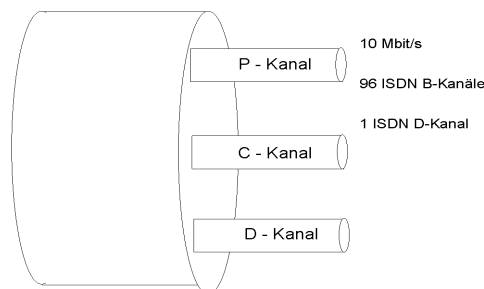 10 Mbit/s
P - Kanal
96 ISDN B-Kanäle
1 ISDN D-Kanal
C - Kanal
D - Kanal